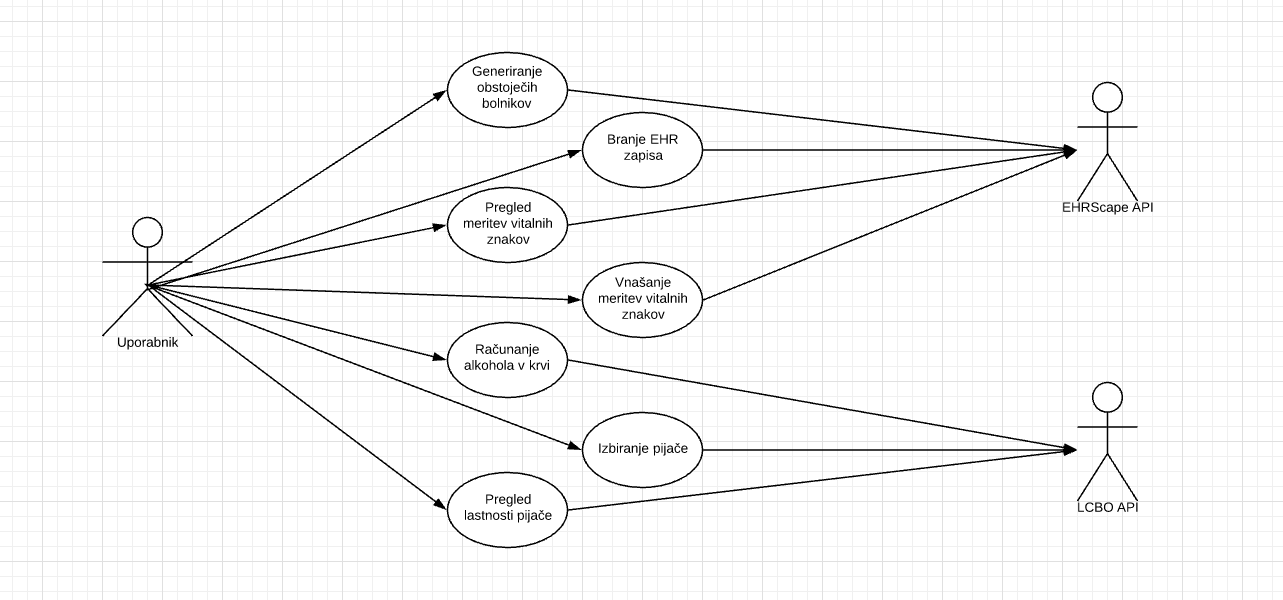 Generiranje
obstoječih
bolnikov
Branje EHR
zapisa
Pregled
meritev vitalnih
znakov
Vnašanje
meritev vitalnih
znakov
Računanje
alkohola v krvi
Izbiranje pijače
Pregled
lastnosti pijače
Uporabnik
EHRScape API
LCBO API